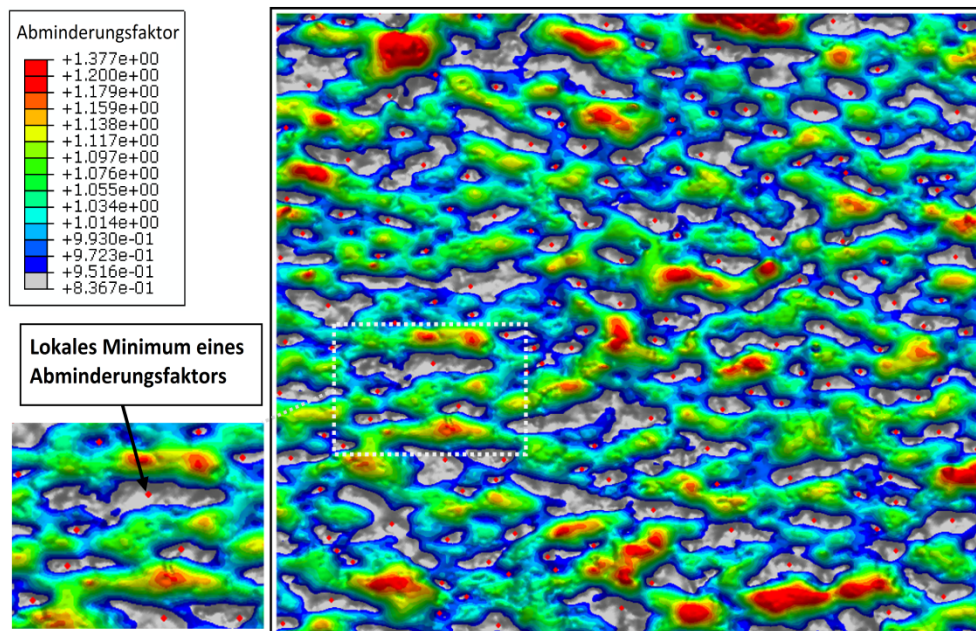 Abminderungsfaktor
+1.377e+00
+1.200e+00
+1.179e+00
+1.159e+00
+1.138e+00
+1.117e+00
+1.097e+00
+1.076e+00
+1.055e+00
+1.034e+00
+1.014e+00
+9.930e-01
+9.723e-01
+9.516e-01
+8.367e-01
Lokales Minimum eines
Abminderungsfaktors